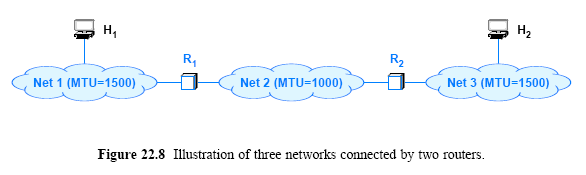 H1 H2
R1 R2
Net 1 (MTU=1500) Net 2 (MTU=1000) Net 3 (MTU=1500)
Figure 22.8 Illustration of three networks connected by two routers.